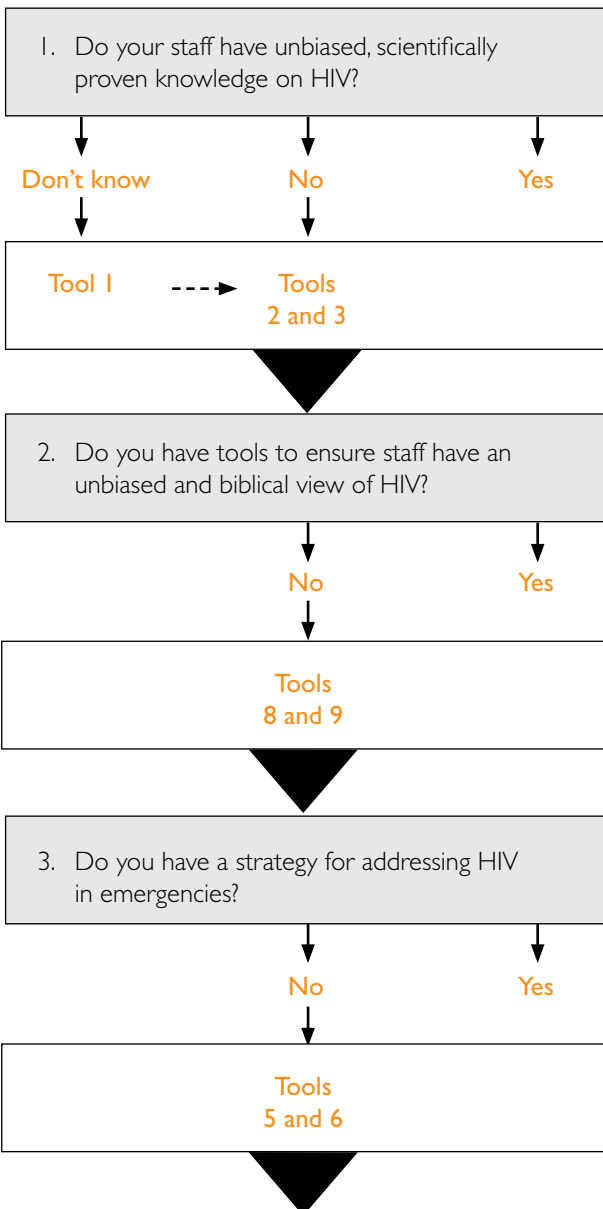 1. Do your staff have unbiased, scientifically
proven knowledge on HIV?
Don't know No Yes
Tool 1 Tools
2 and 3
2. Do you have tools to ensure staff have an
unbiased and biblical view of HIV?
No Yes
Tools
8 and 9
3. Do you have a strategy for addressing HIV
in emergencies?
No Yes
Tools
5 and 6